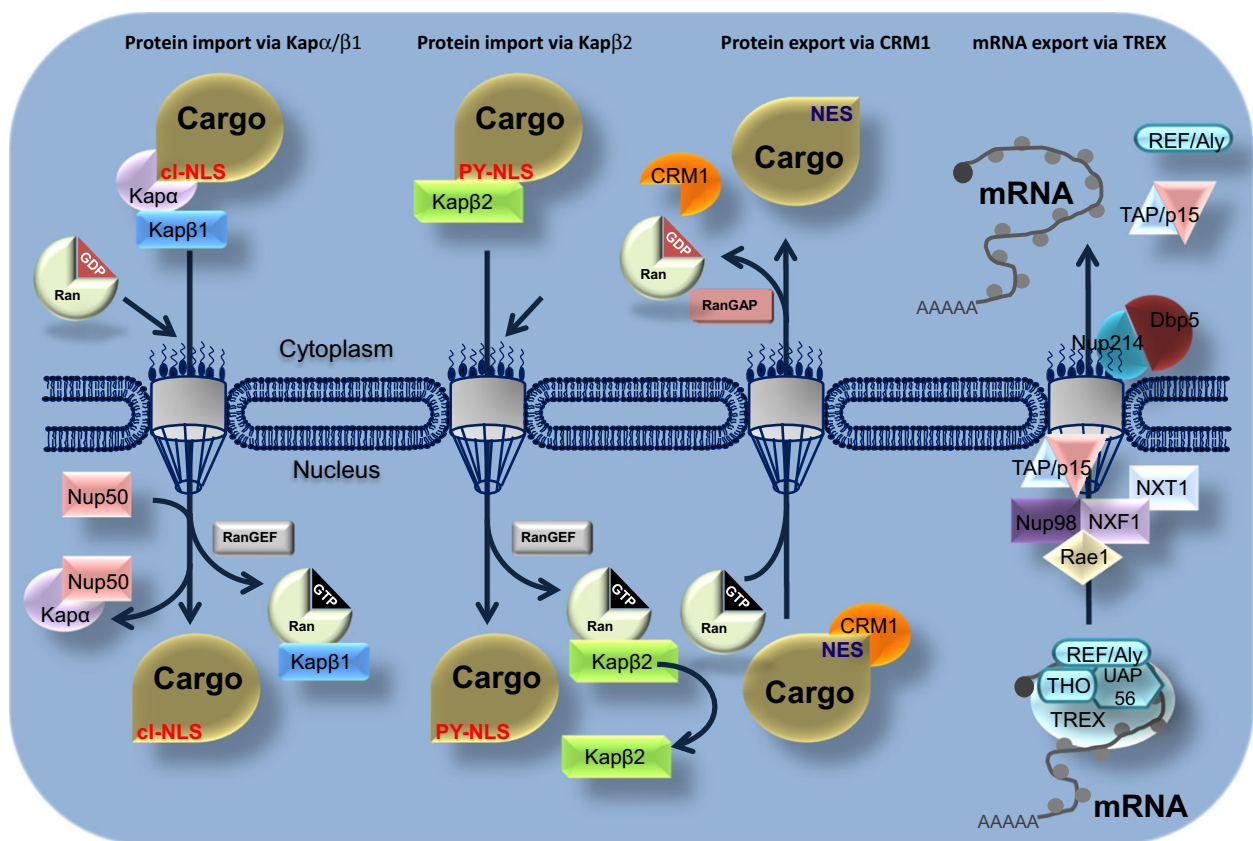 Protein import via Kapα/β1
Cargo
cl-NLS
Kapα
Kapβ1
GDP
Ran
Protein import via Kapβ2
Cargo
PY-NLS
Kapβ2
Protein export via CRM1
NES
Cargo
CRM1
GDP
Ran
RanGAP
mRNA export via TREX
REF/Aly
mRNA
TAP/p15
AAAAA
Dbp5
Nup214
Cytoplasm
Nucleus
Nup50
RanGEF
Nup50
Kapα
GTP
Ran
Kapβ1
Cargo
cl-NLS
RanGEF
GTP
Ran
Kapβ2
Cargo
PY-NLS
Kapβ2
GTP
Ran
CRM1
NES
Cargo
TAP/p15
NXT1
Nup98
NXF1
Rae1
REF/Aly
THO
UAP
56
TREX
mRNA
AAAAA